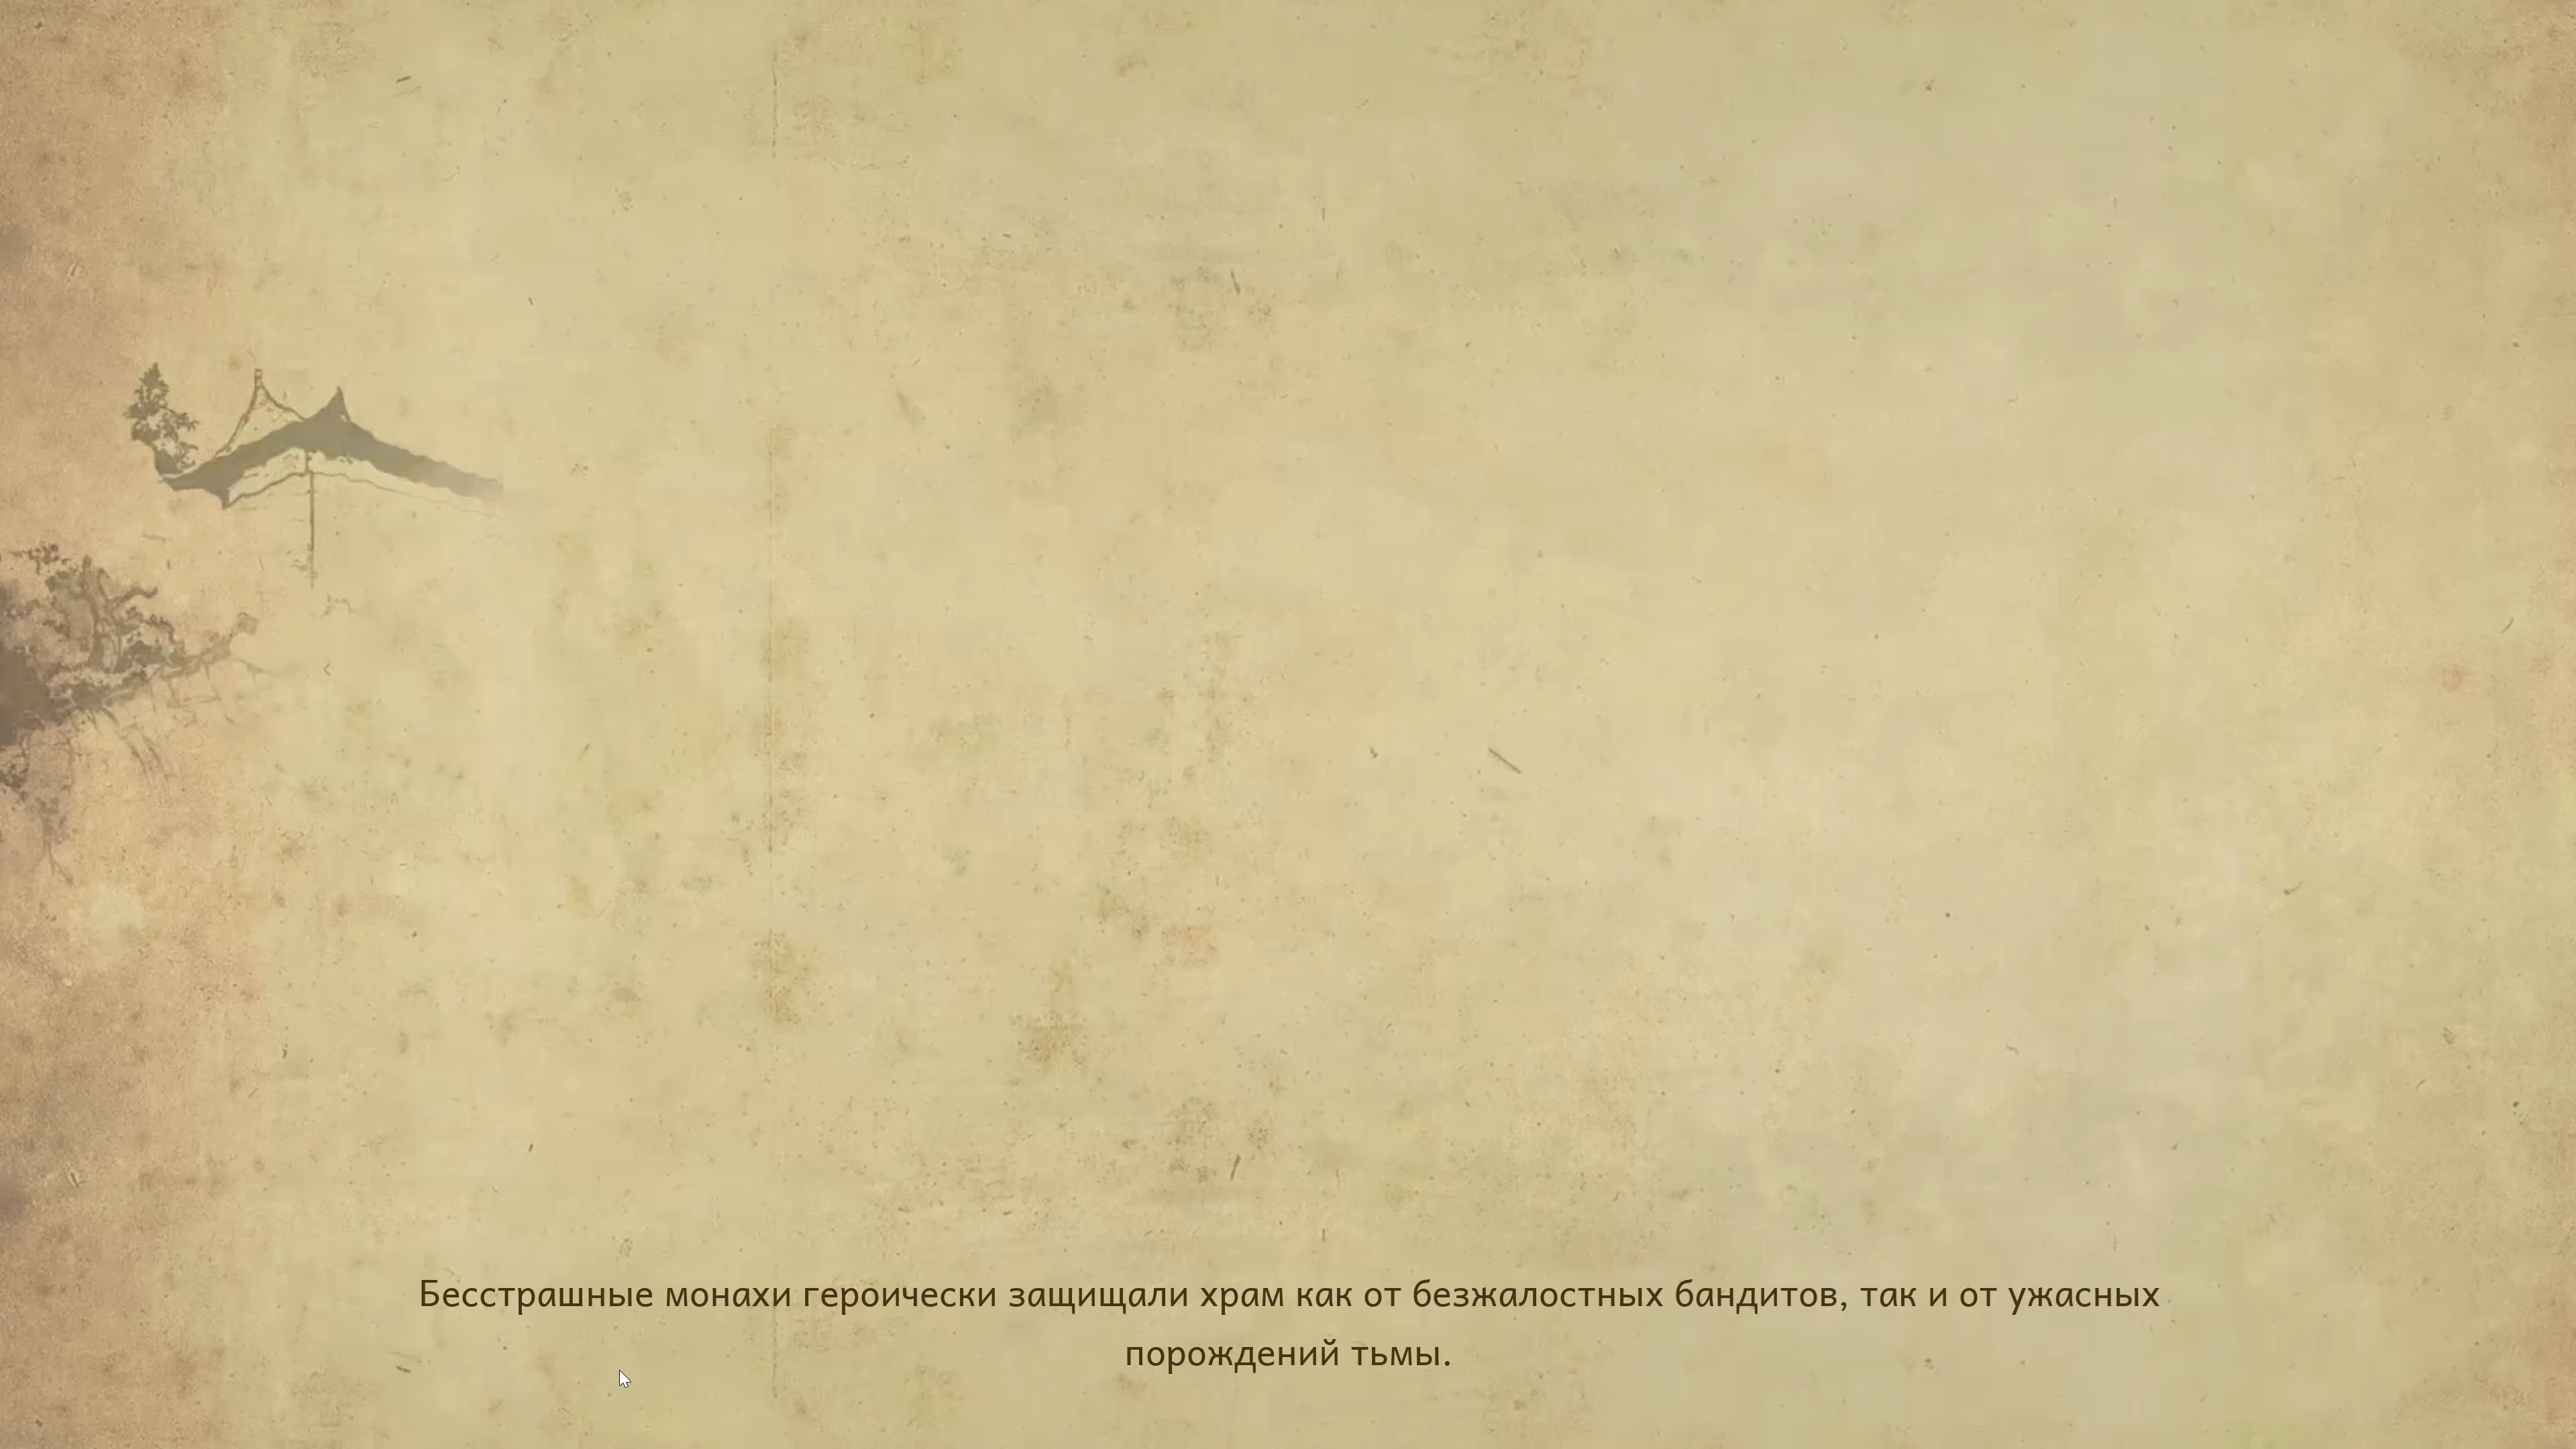 Бесстрашные монахи героически защищали храм как от безжалостных бандитов, так и от ужасных
порождений тьмы.